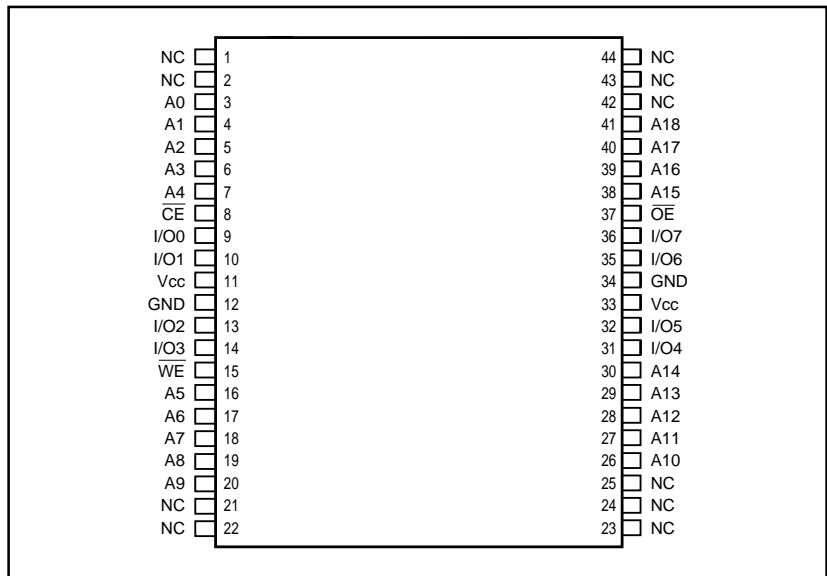 NC 1 44 NC
NC 2 43 NC
A0 3 42 NC
A1 4 41 A18
A2 5 40 A17
A3 6 39 A16
A4 7 38 A15
C̅E̅ 8 37 O̅E̅
I/O0 9 36 I/O7
I/O1 10 35 I/O6
Vcc 11 34 GND
GND 12 33 Vcc
I/O2 13 32 I/O5
I/O3 14 31 I/O4
W̅E̅ 15 30 A14
A5 16 29 A13
A6 17 28 A12
A7 18 27 A11
A8 19 26 A10
A9 20 25 NC
NC 21 24 NC
NC 22 23 NC